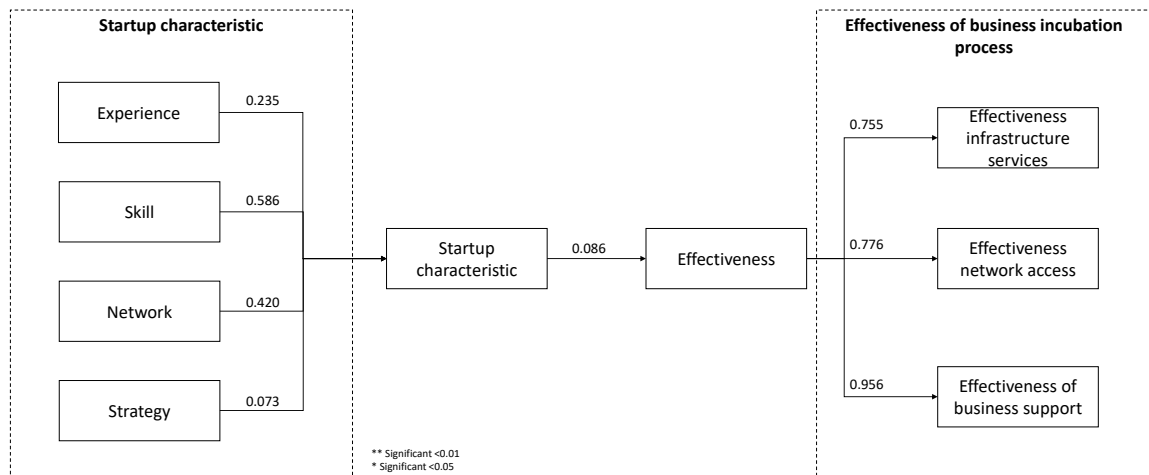 Startup characteristic
Effectiveness of business incubation
process
Experience
0.235
Skill
0.586
Network
0.420
Strategy
0.073
Startup
characteristic
0.086
Effectiveness
0.755
Effectiveness
infrastructure
services
0.776
Effectiveness
network access
0.956
Effectiveness of
business support
** Significant <0.01
* Significant <0.05